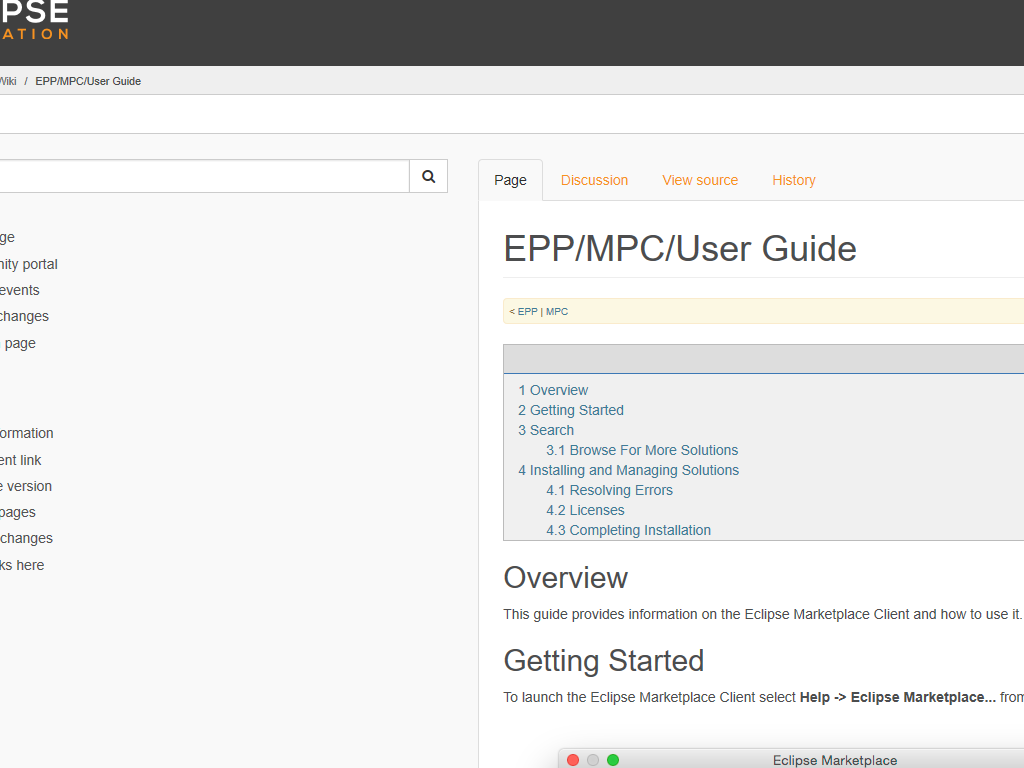 PSE
ATION
Wiki / EPP/MPC/User Guide
Page
Discussion
View source
History
ge
nity portal
events
changes
page
ormation
ent link
e version
pages
changes
ks here
EPP/MPC/User Guide
< EPP | MPC
1 Overview
2 Getting Started
3 Search
3.1 Browse For More Solutions
4 Installing and Managing Solutions
4.1 Resolving Errors
4.2 Licenses
4.3 Completing Installation
Overview
This guide provides information on the Eclipse Marketplace Client and how to use it.
Getting Started
To launch the Eclipse Marketplace Client select Help -> Eclipse Marketplace... from
Eclipse Marketplace